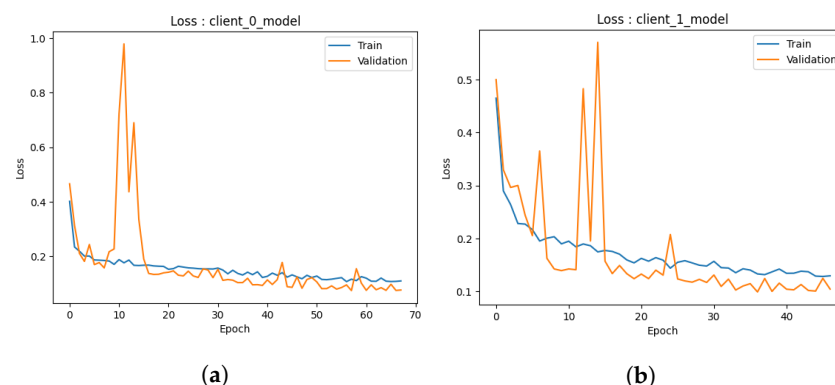 Loss : client_0_model
Train
Validation
1.0
0.8
0.6
0.4
0.2
Loss
0 10 20 30 40 50 60 70
Epoch
(a)
Loss : client_1_model
Train
Validation
0.5
0.4
0.3
0.2
0.1
Loss
0 10 20 30 40
Epoch
(b)